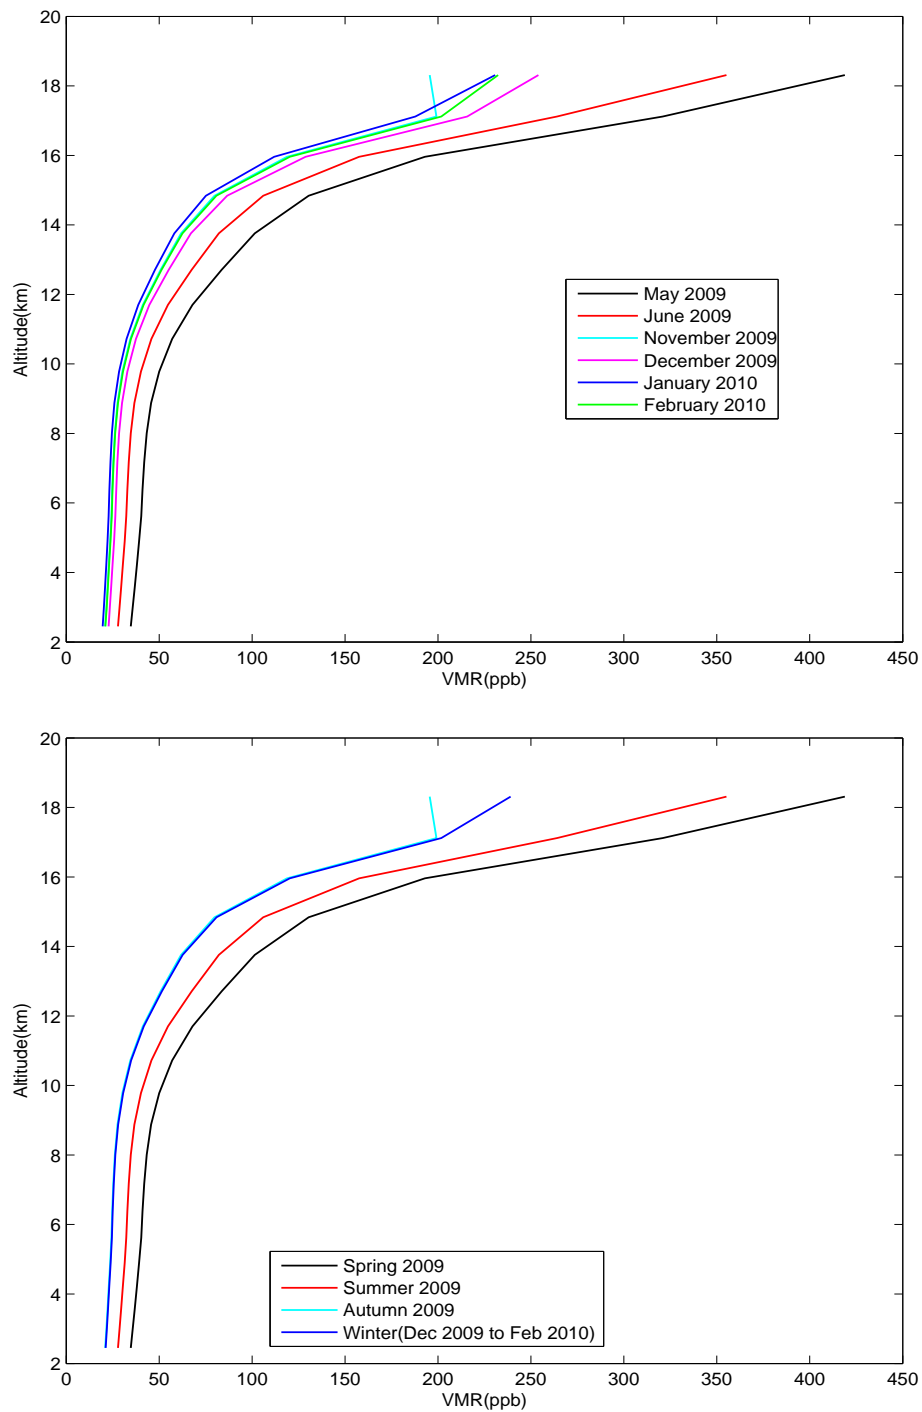 20
18
16
14
12
10
8
6
4
2
Altitude(km)
May 2009
June 2009
November 2009
December 2009
January 2010
February 2010
0 50 100 150 200 250 300 350 400 450
VMR(ppb)
20
18
16
14
12
10
8
6
4
2
Altitude(km)
Spring 2009
Summer 2009
Autumn 2009
Winter(Dec 2009 to Feb 2010)
0 50 100 150 200 250 300 350 400 450
VMR(ppb)